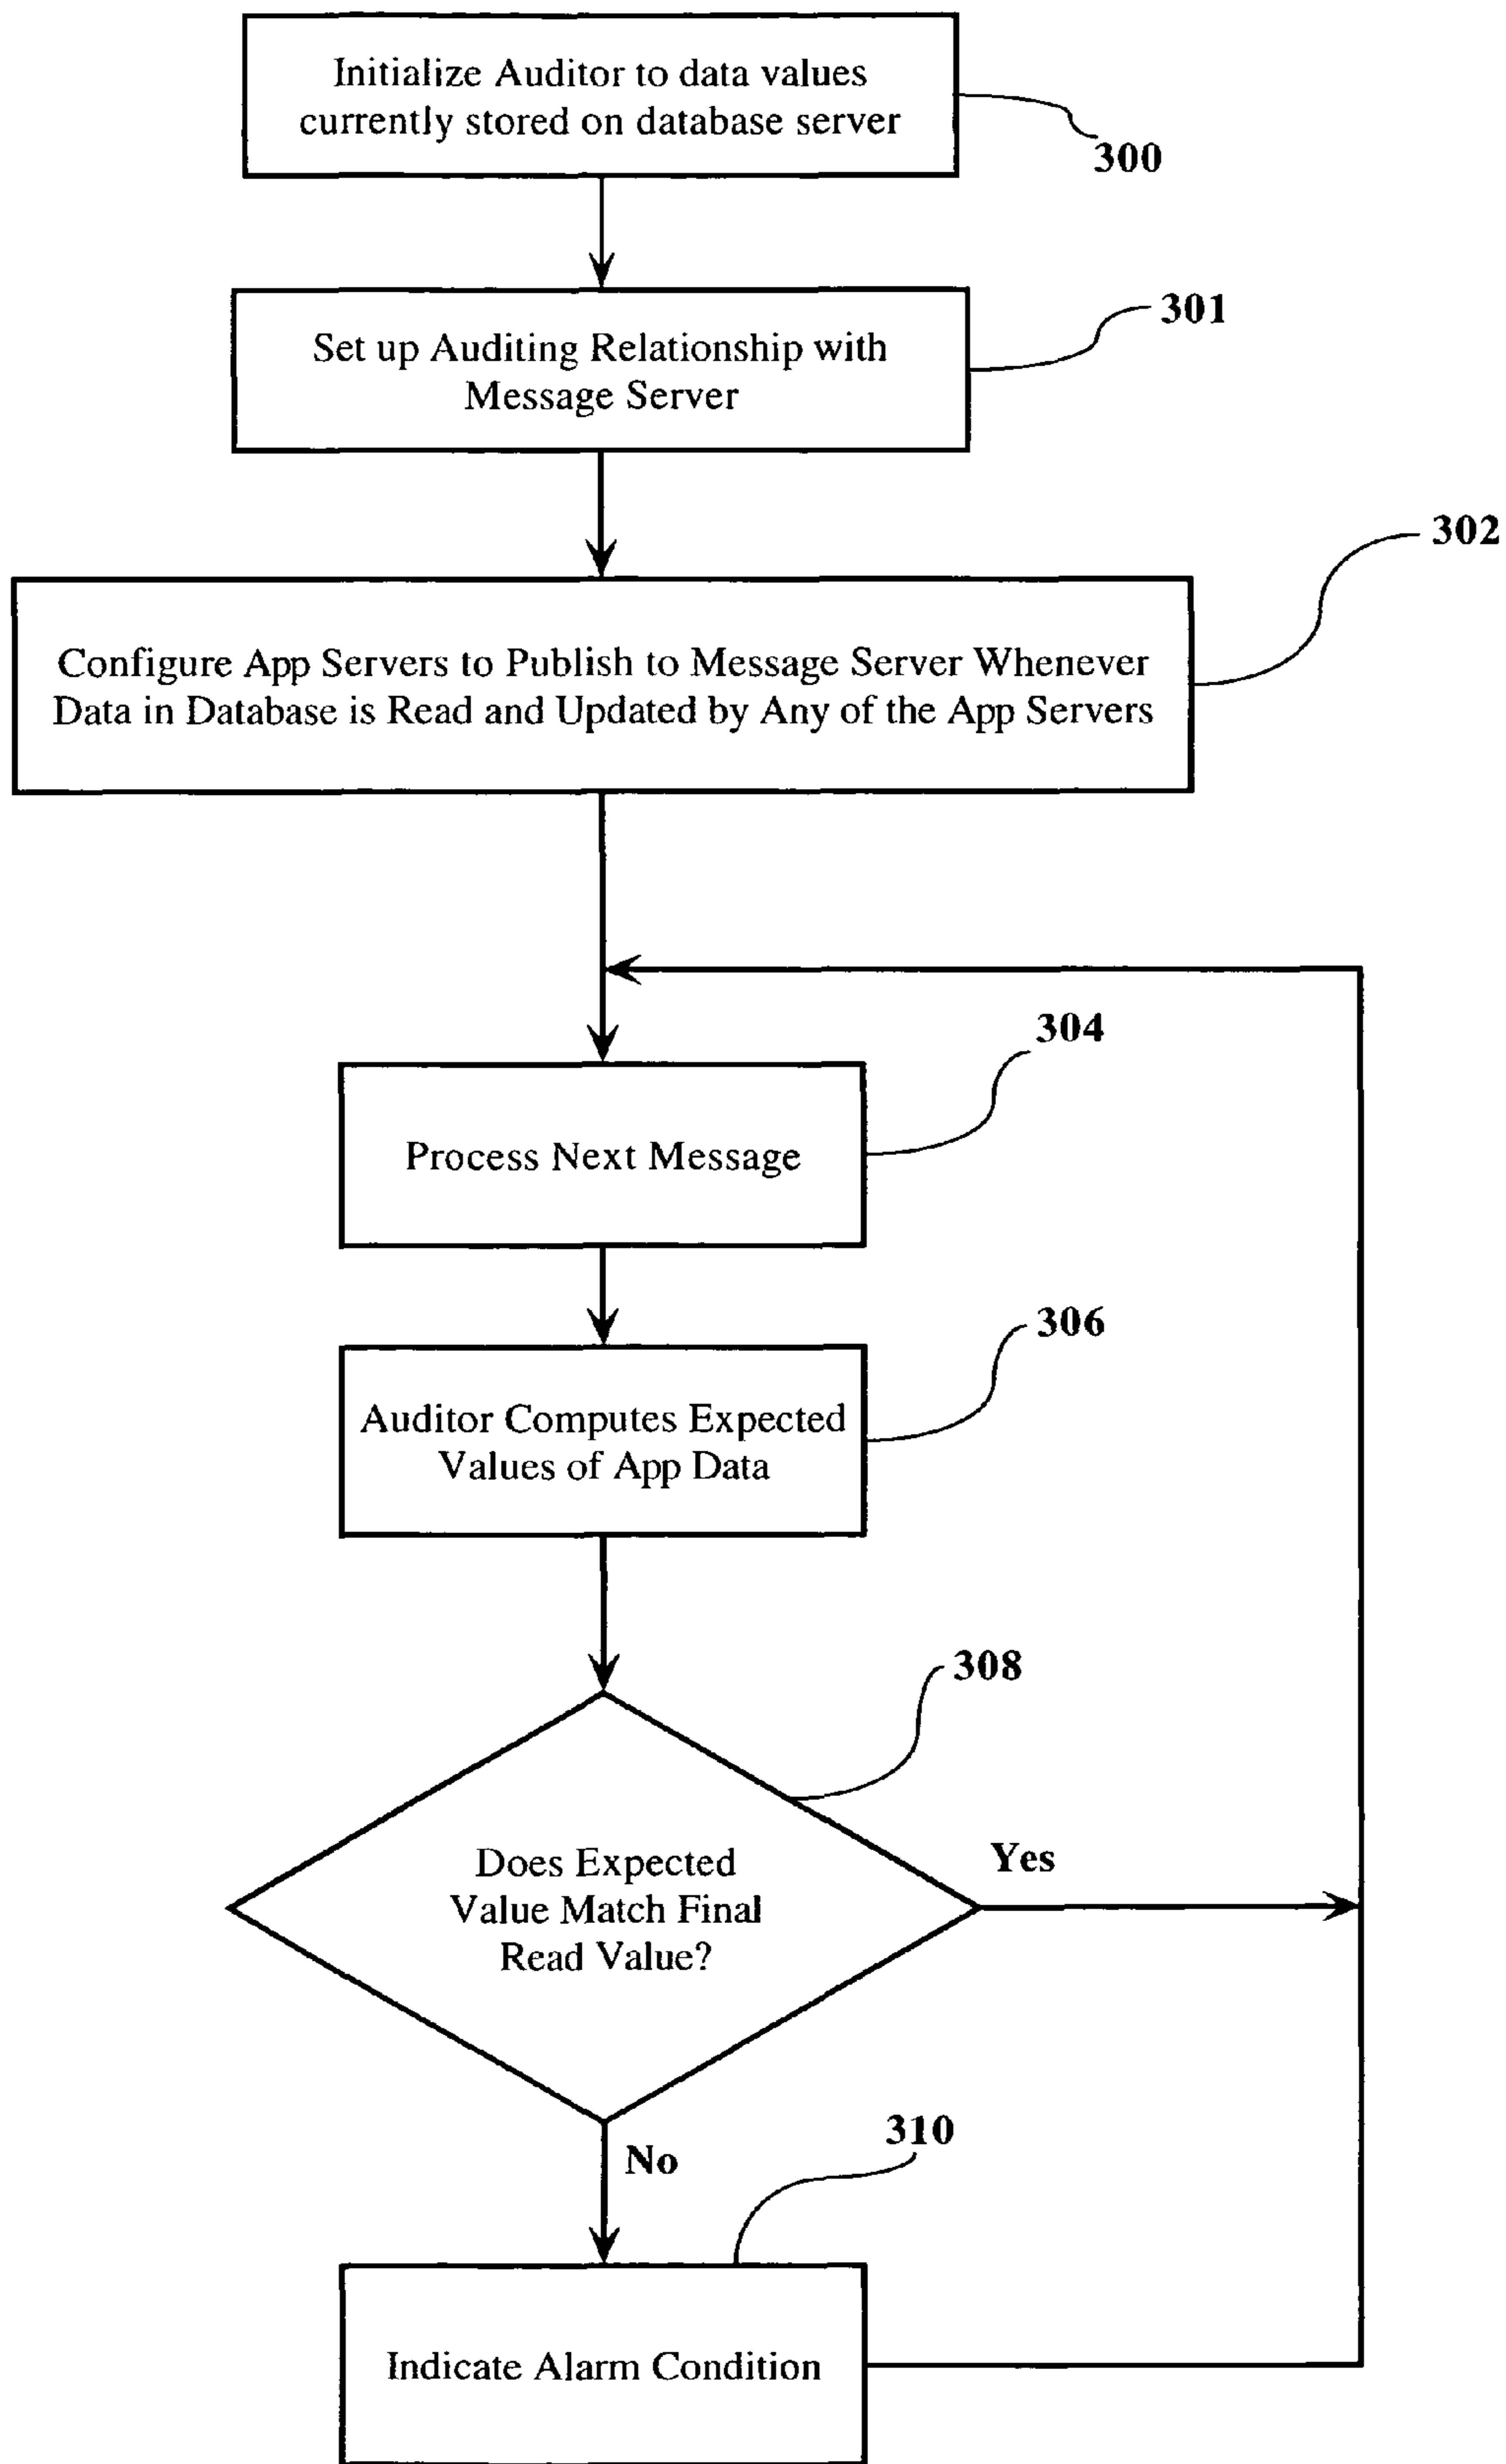 Initialize Auditor to data values
currently stored on database server
300
Set up Auditing Relationship with
Message Server
301
302
Configure App Servers to Publish to Message Server Whenever
Data in Database is Read and Updated by Any of the App Servers
304
Process Next Message
306
Auditor Computes Expected
Values of App Data
308
Does Expected
Value Match Final
Read Value?
Yes
No
310
Indicate Alarm Condition